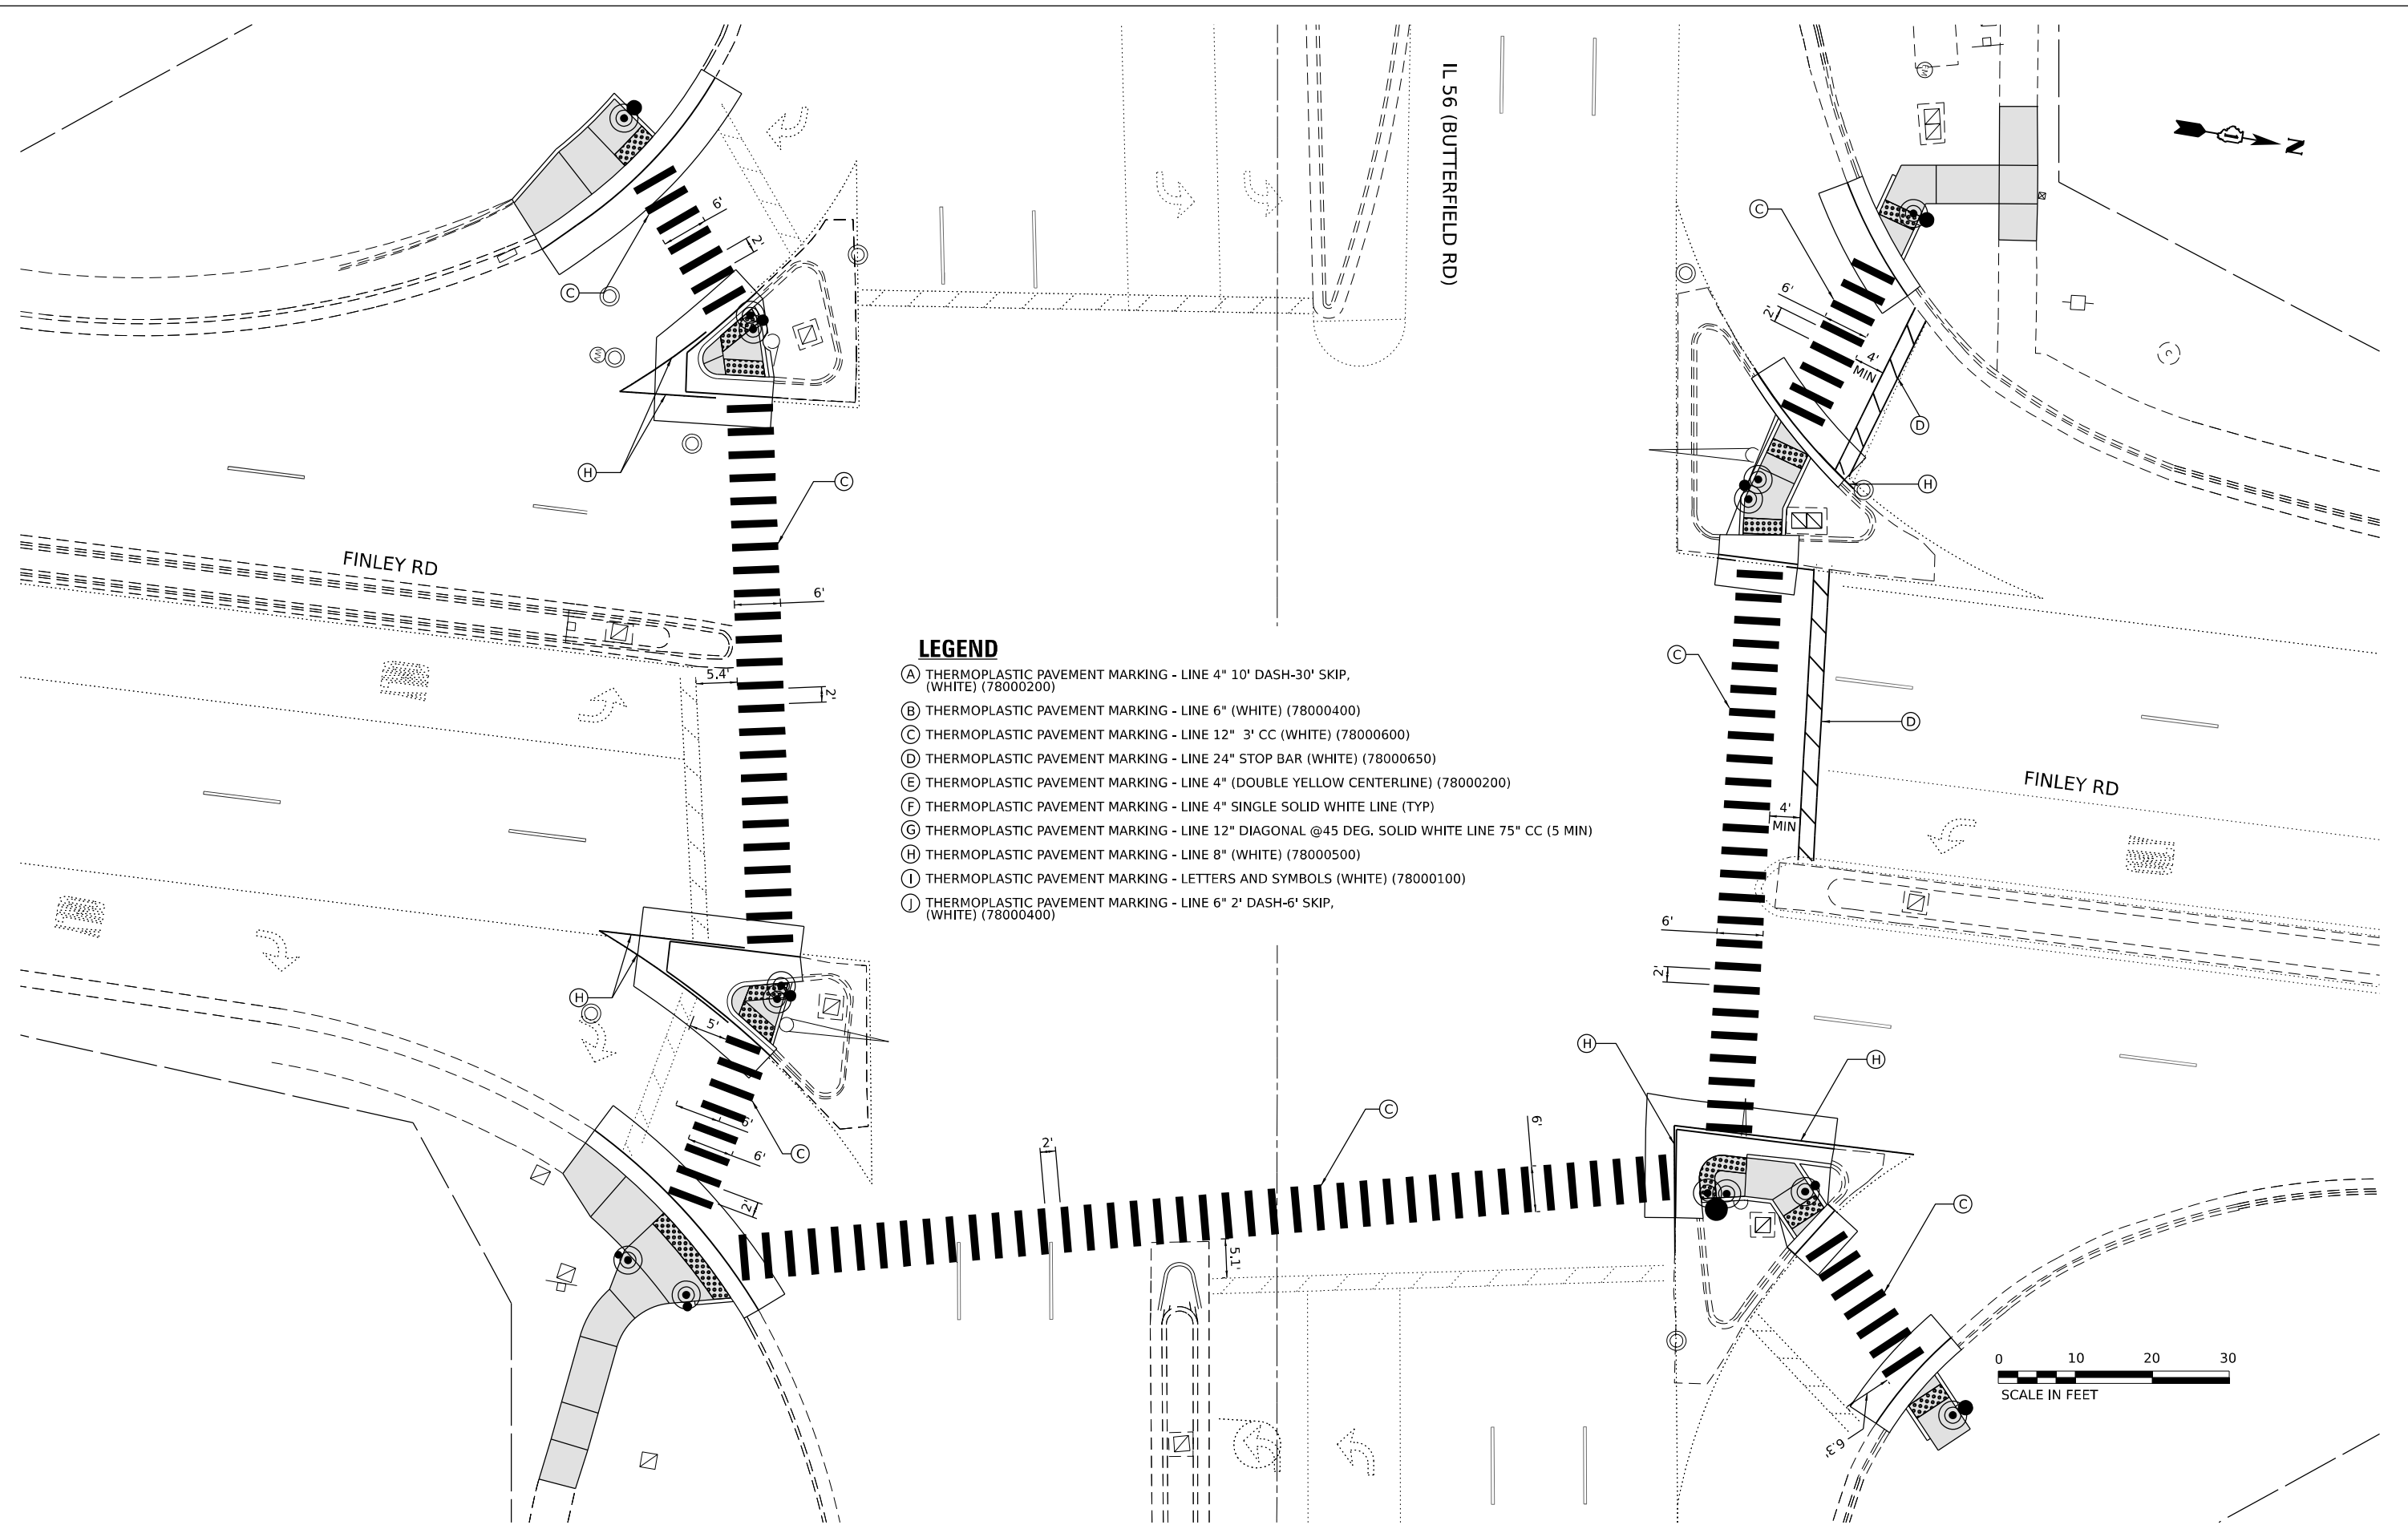 IL 56 (BUTTERFIELD RD)
N
1
EM
C
6'
2'
C
C
6'
2'
4'
MIN
D
C
WV
H
H
C
FINLEY RD
6'
5.4'
2'
LEGEND
A THERMOPLASTIC PAVEMENT MARKING - LINE 4" 10' DASH-30' SKIP,
(WHITE) (78000200)
B THERMOPLASTIC PAVEMENT MARKING - LINE 6" (WHITE) (78000400)
C THERMOPLASTIC PAVEMENT MARKING - LINE 12" 3' CC (WHITE) (78000600)
D THERMOPLASTIC PAVEMENT MARKING - LINE 24" STOP BAR (WHITE) (78000650)
E THERMOPLASTIC PAVEMENT MARKING - LINE 4" (DOUBLE YELLOW CENTERLINE) (78000200)
F THERMOPLASTIC PAVEMENT MARKING - LINE 4" SINGLE SOLID WHITE LINE (TYP)
G THERMOPLASTIC PAVEMENT MARKING - LINE 12" DIAGONAL @45 DEG. SOLID WHITE LINE 75" CC (5 MIN)
H THERMOPLASTIC PAVEMENT MARKING - LINE 8" (WHITE) (78000500)
I THERMOPLASTIC PAVEMENT MARKING - LETTERS AND SYMBOLS (WHITE) (78000100)
J THERMOPLASTIC PAVEMENT MARKING - LINE 6" 2' DASH-6' SKIP,
(WHITE) (78000400)
C
D
FINLEY RD
4'
MIN
6'
2'
H
5'
6'
6'
C
2'
2'
C
6'
5.1'
H
H
C
6.3'
0 10 20 30
SCALE IN FEET